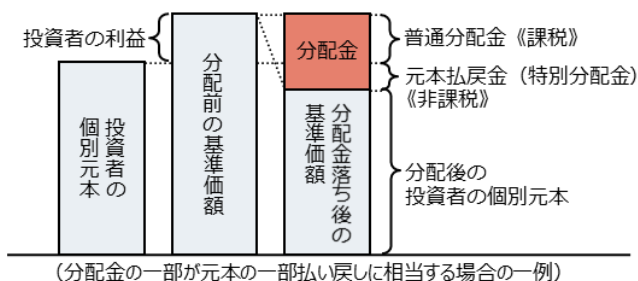 投資者の利益
投資者の
個別元本
分配前の基準価額
分配金
分配金落ち後の
基準価額
普通分配金《課税》
元本払戻金（特別分配金）
《非課税》
分配後の
投資者の個別元本
（分配金の一部が元本の一部払い戻しに相当する場合の一例）